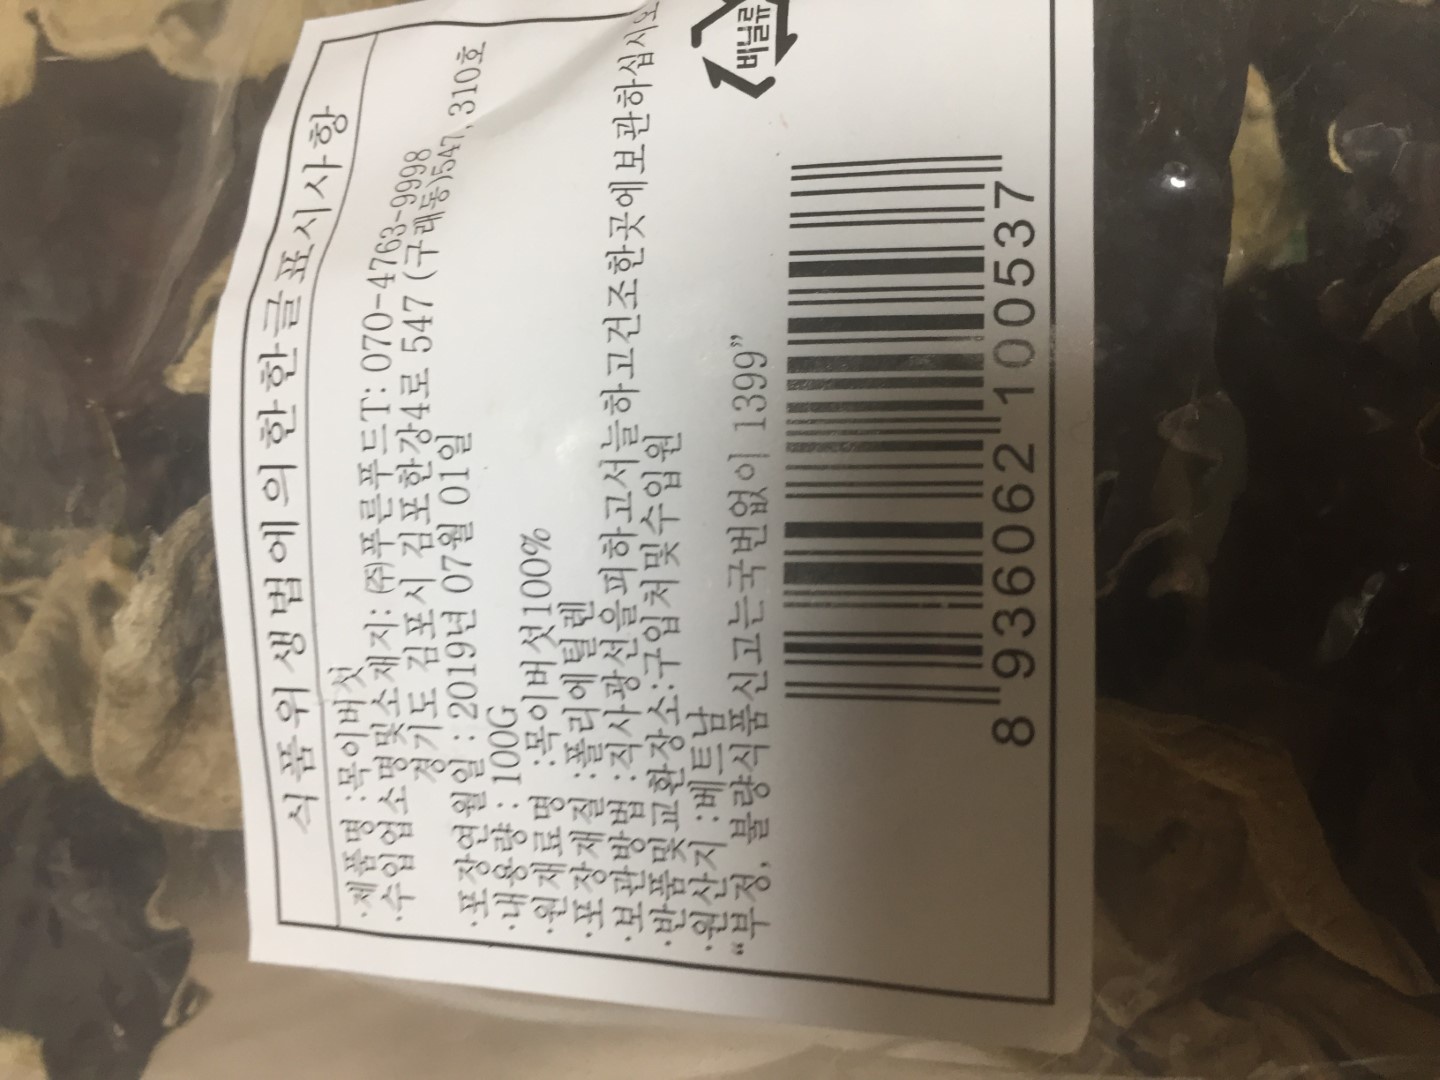 식품위생법에의한한글표시사항
·제품명:목이버섯
·수입업소명및소재지: ㈜푸른푸드T: 070-4763-9998
경기도 김포시 김포한강4로 547 (구래동)547, 310호
·포장연월일 : 2019년 07월 01일
·내용량 : 100G
·원재료명 :목이버섯100%
·포장재질 :폴리에틸렌
·보관방법 :직사광선을피하고서늘하고건조한곳에보관하십시오
·반품및교환장소:구입처및수입원
·원산지 :베트남
“부정, 불량식품신고는국번없이 1399”
비닐류
8 936062 100537